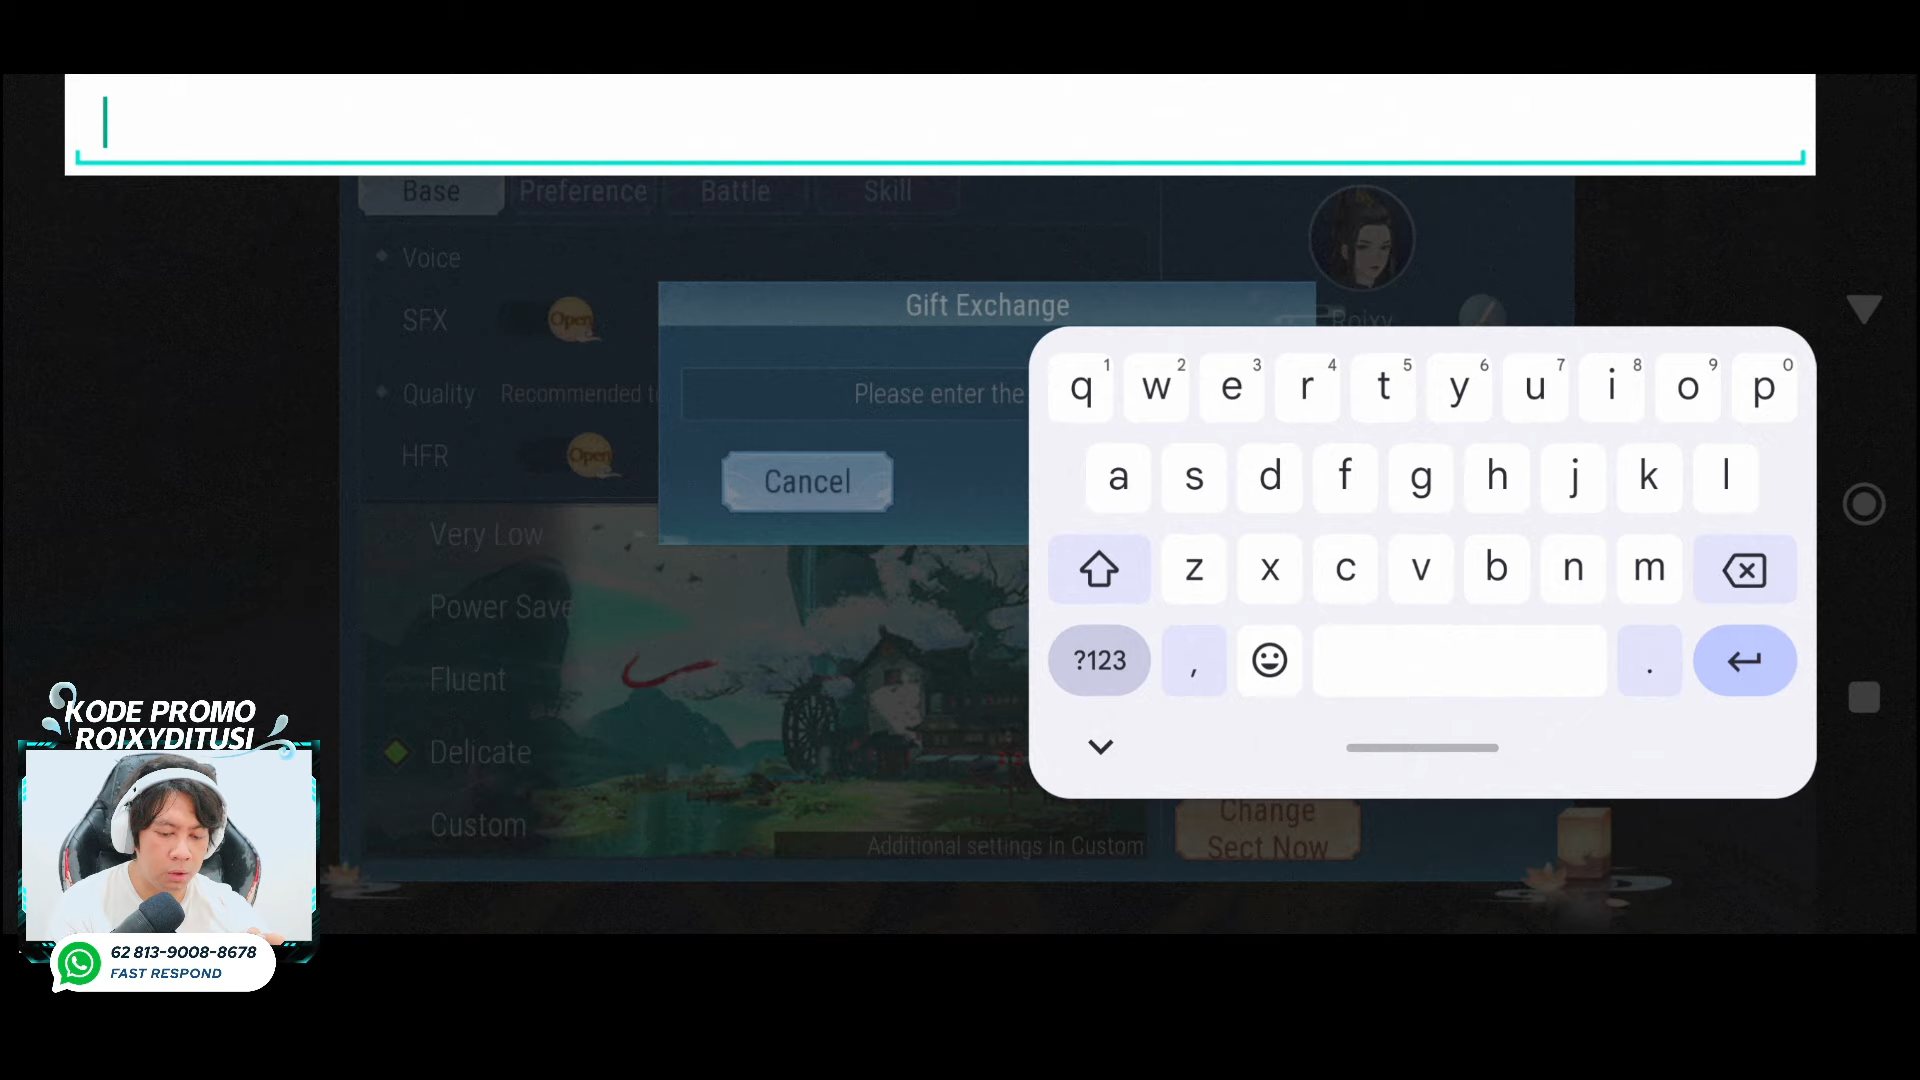 Base Preference Battle Skill
Voice
SFX Open
Gift Exchange
Roixy
Quality Recommended
Please enter the
HFR Open
Cancel
Very Low
Power Save
Fluent
Delicate
Custom
Additional settings in Custom
Change
Sect Now
q 1 w 2 e 3 r 4 t 5 y 6 u 7 i 8 o 9 p 0
a s d f g h j k l
z x c v b n m
?123 , .
KODE PROMO
ROIXYDITUSI
62 813-9008-8678
FAST RESPOND